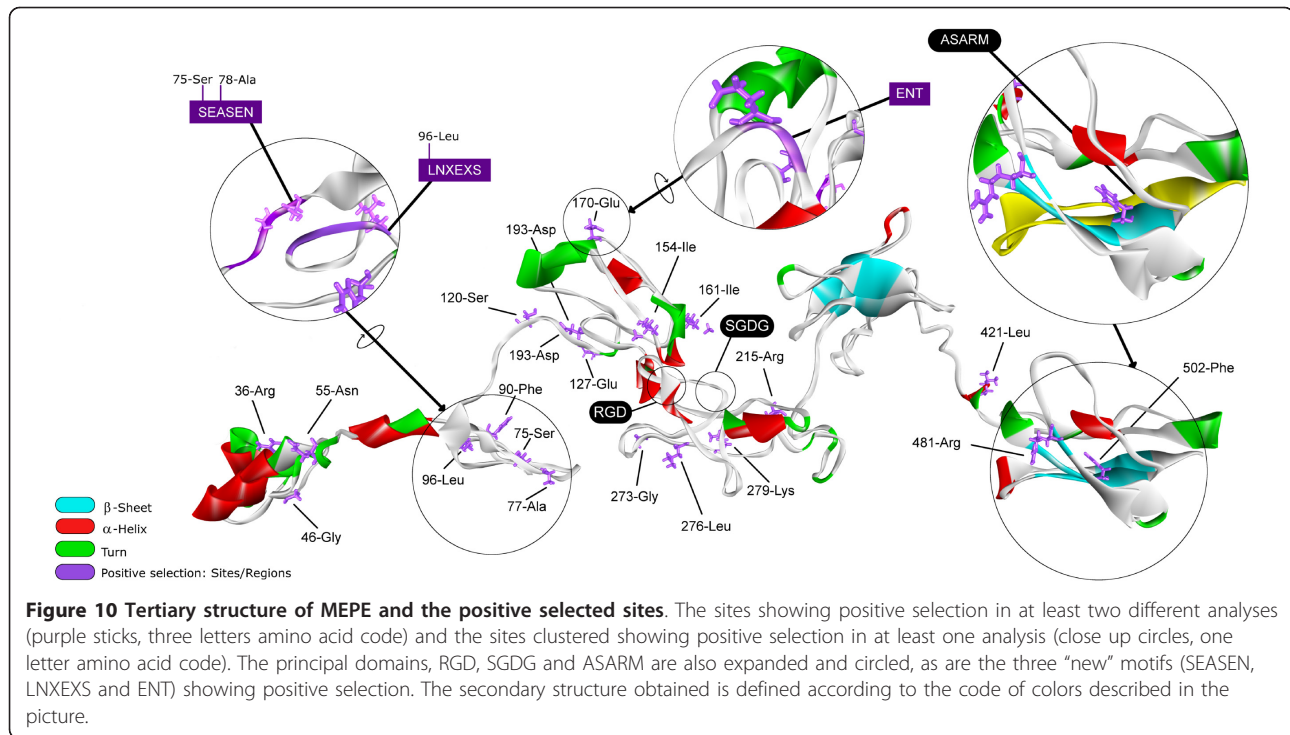 ASARM
75-Ser 78-Ala
SEASEN
ENT
96-Leu
LNXEXS
170-Glu
193-Asp
154-Ile
161-Ile
120-Ser
SGDG
193-Asp
421-Leu
215-Arg
127-Glu
502-Phe
36-Arg
55-Asn
90-Phe
RGD
75-Ser
481-Arg
96-Leu
279-Lys
77-Ala
273-Gly
276-Leu
46-Gly
β-Sheet
α-Helix
Turn
Positive selection: Sites/Regions
Figure 10 Tertiary structure of MEPE and the positive selected sites. The sites showing positive selection in at least two different analyses
(purple sticks, three letters amino acid code) and the sites clustered showing positive selection in at least one analysis (close up circles, one
letter amino acid code). The principal domains, RGD, SGDG and ASARM are also expanded and circled, as are the three “new” motifs (SEASEN,
LNXEXS and ENT) showing positive selection. The secondary structure obtained is defined according to the code of colors described in the
picture.